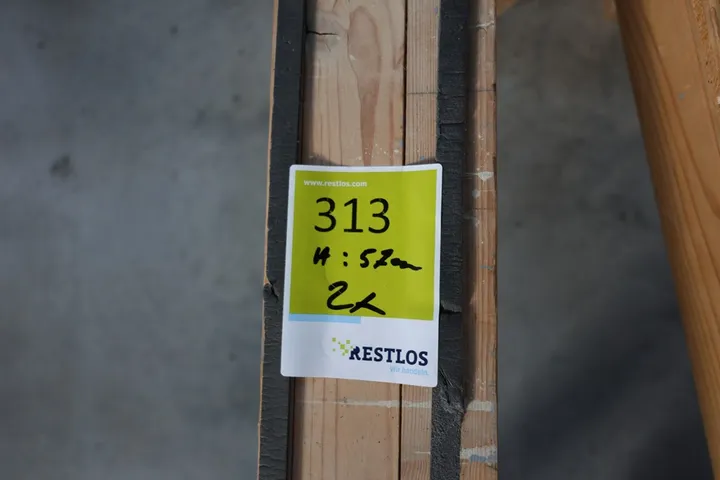 www.restlos.com
313
H: 57cm
2x
RESTLOS
Wir handeln.